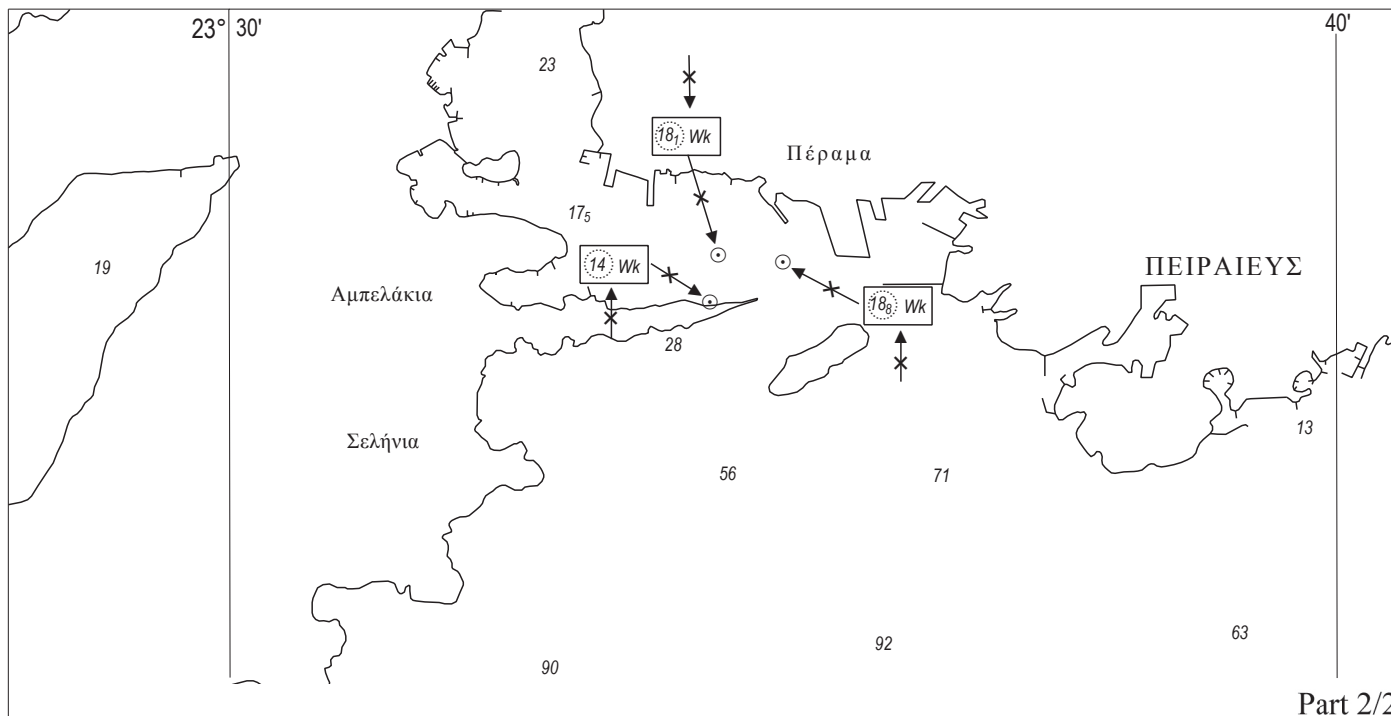 23° 30'
40'
23
18₁ Wk
Πέραμα
17₅
19
14 Wk
ΠΕΙΡΑΙΕΥΣ
Αμπελάκια
18₈ Wk
28
13
Σελήνια
56
71
63
92
90
Part 2/2